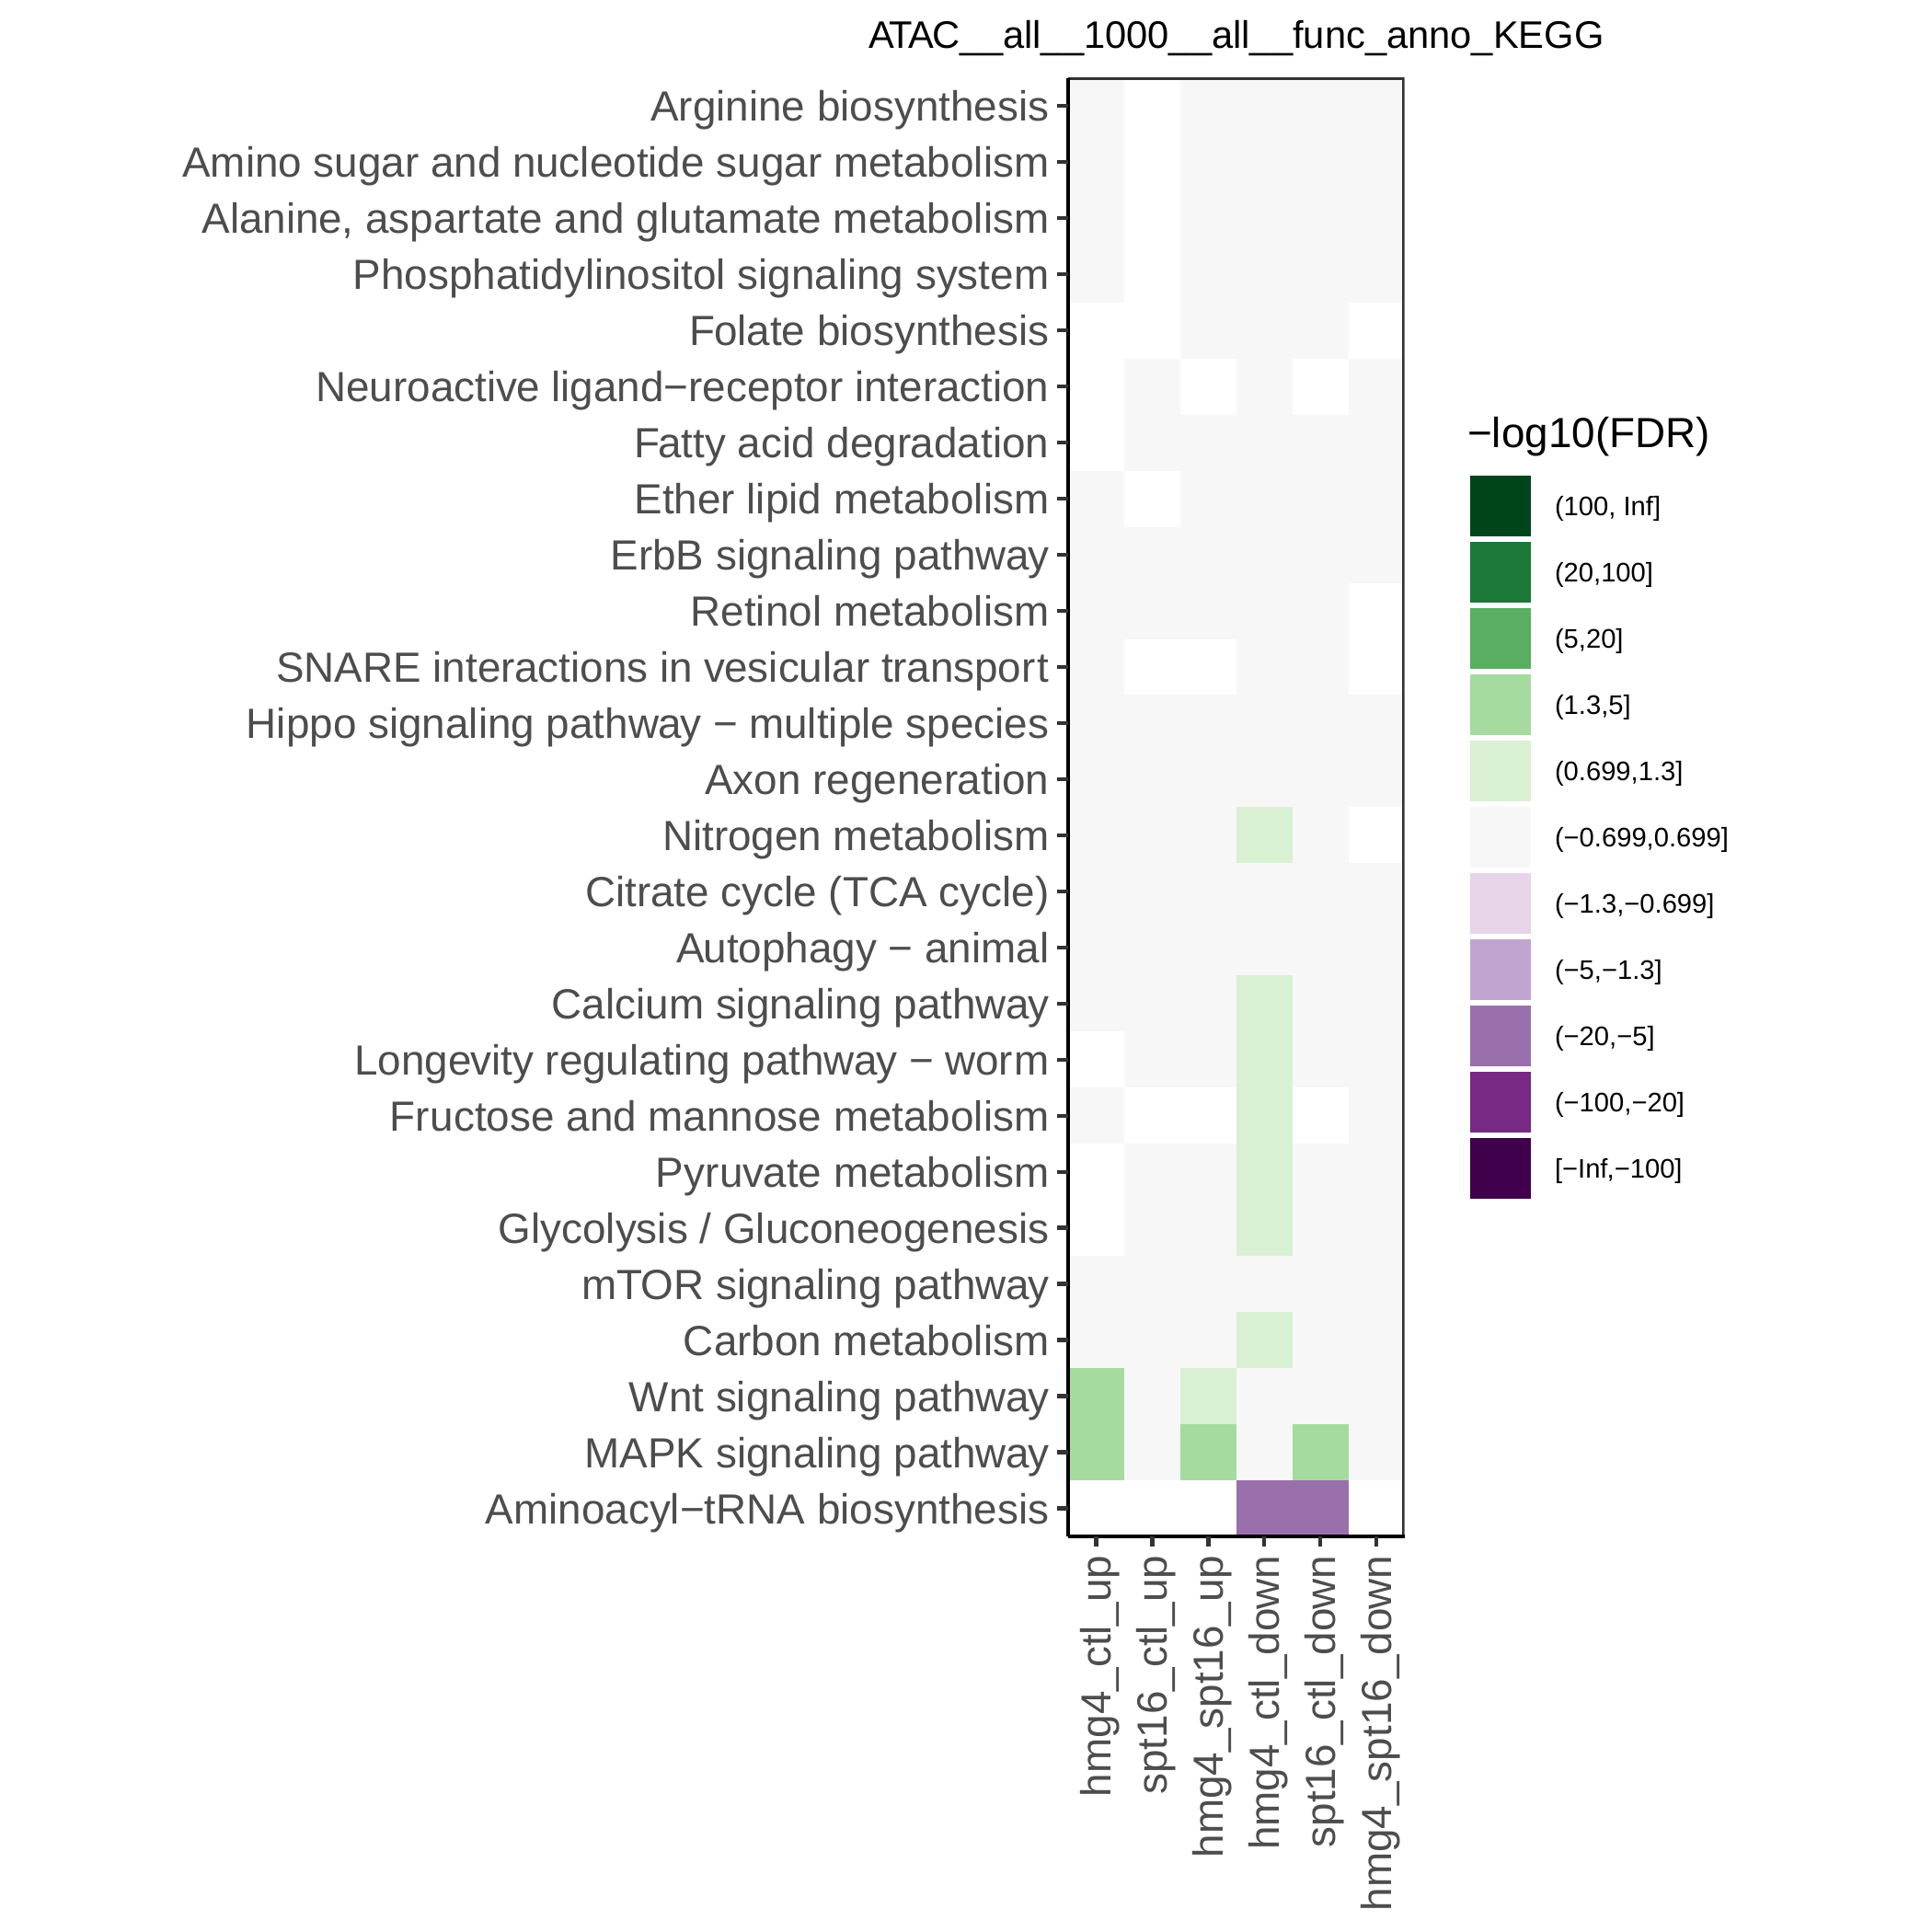 ATAC__all__1000__all__func_anno_KEGG
Arginine biosynthesis
Amino sugar and nucleotide sugar metabolism
Alanine, aspartate and glutamate metabolism
Phosphatidylinositol signaling system
Folate biosynthesis
Neuroactive ligand−receptor interaction
Fatty acid degradation
Ether lipid metabolism
ErbB signaling pathway
Retinol metabolism
SNARE interactions in vesicular transport
Hippo signaling pathway − multiple species
Axon regeneration
Nitrogen metabolism
Citrate cycle (TCA cycle)
Autophagy − animal
Calcium signaling pathway
Longevity regulating pathway − worm
Fructose and mannose metabolism
Pyruvate metabolism
Glycolysis / Gluconeogenesis
mTOR signaling pathway
Carbon metabolism
Wnt signaling pathway
MAPK signaling pathway
Aminoacyl−tRNA biosynthesis
hmg4_ctl_up
spt16_ctl_up
hmg4_spt16_up
hmg4_ctl_down
spt16_ctl_down
hmg4_spt16_down
−log10(FDR)
(100, Inf]
(20,100]
(5,20]
(1.3,5]
(0.699,1.3]
(−0.699,0.699]
(−1.3,−0.699]
(−5,−1.3]
(−20,−5]
(−100,−20]
[−Inf,−100]